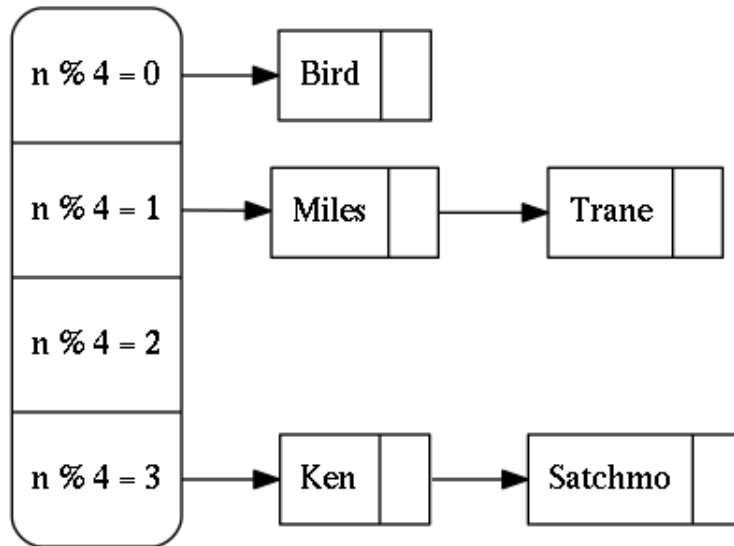 n % 4 = 0 Bird
n % 4 = 1 Miles Trane
n % 4 = 2
n % 4 = 3 Ken Satchmo